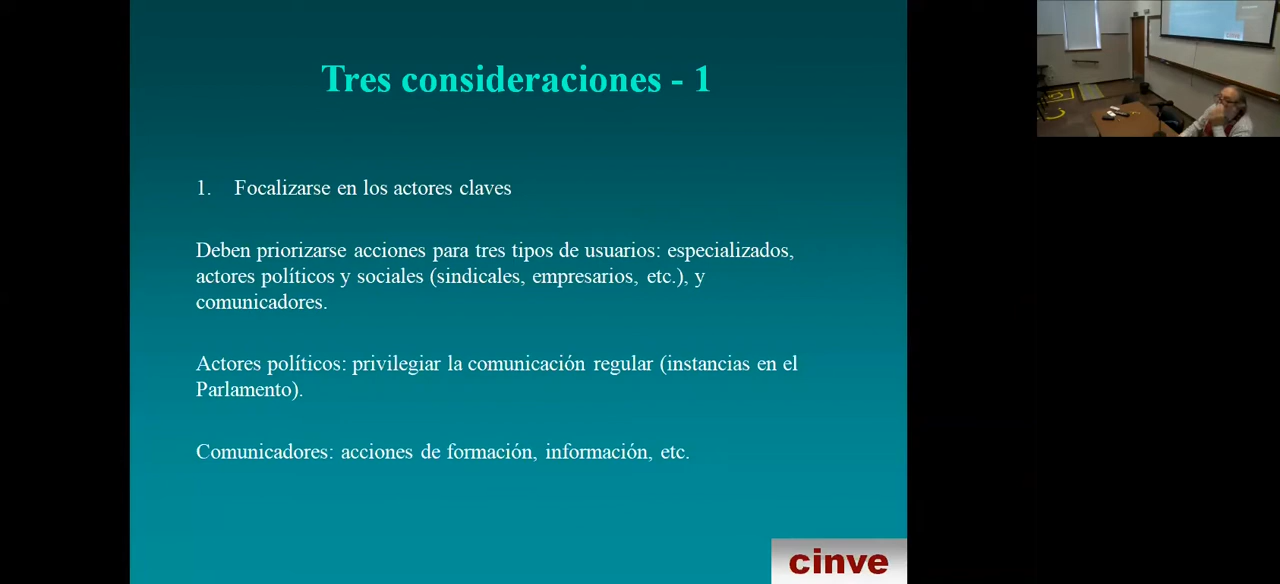 Tres consideraciones - 1
1. Focalizarse en los actores claves
Deben priorizarse acciones para tres tipos de usuarios: especializados,
actores políticos y sociales (sindicales, empresarios, etc.), y
comunicadores.
Actores políticos: privilegiar la comunicación regular (instancias en el
Parlamento).
Comunicadores: acciones de formación, información, etc.
cinve